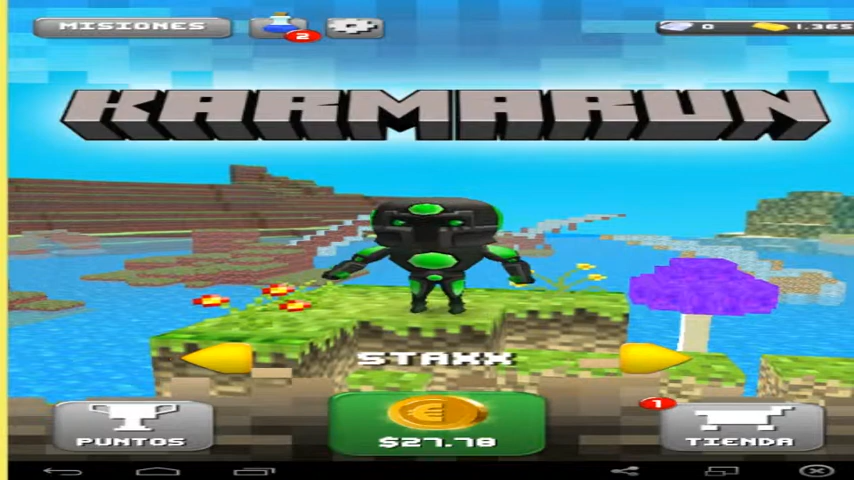 MISIONES
2
0
1.365
KARMARUN
STAXX
PUNTOS
€
$27.78
1
TIENDA